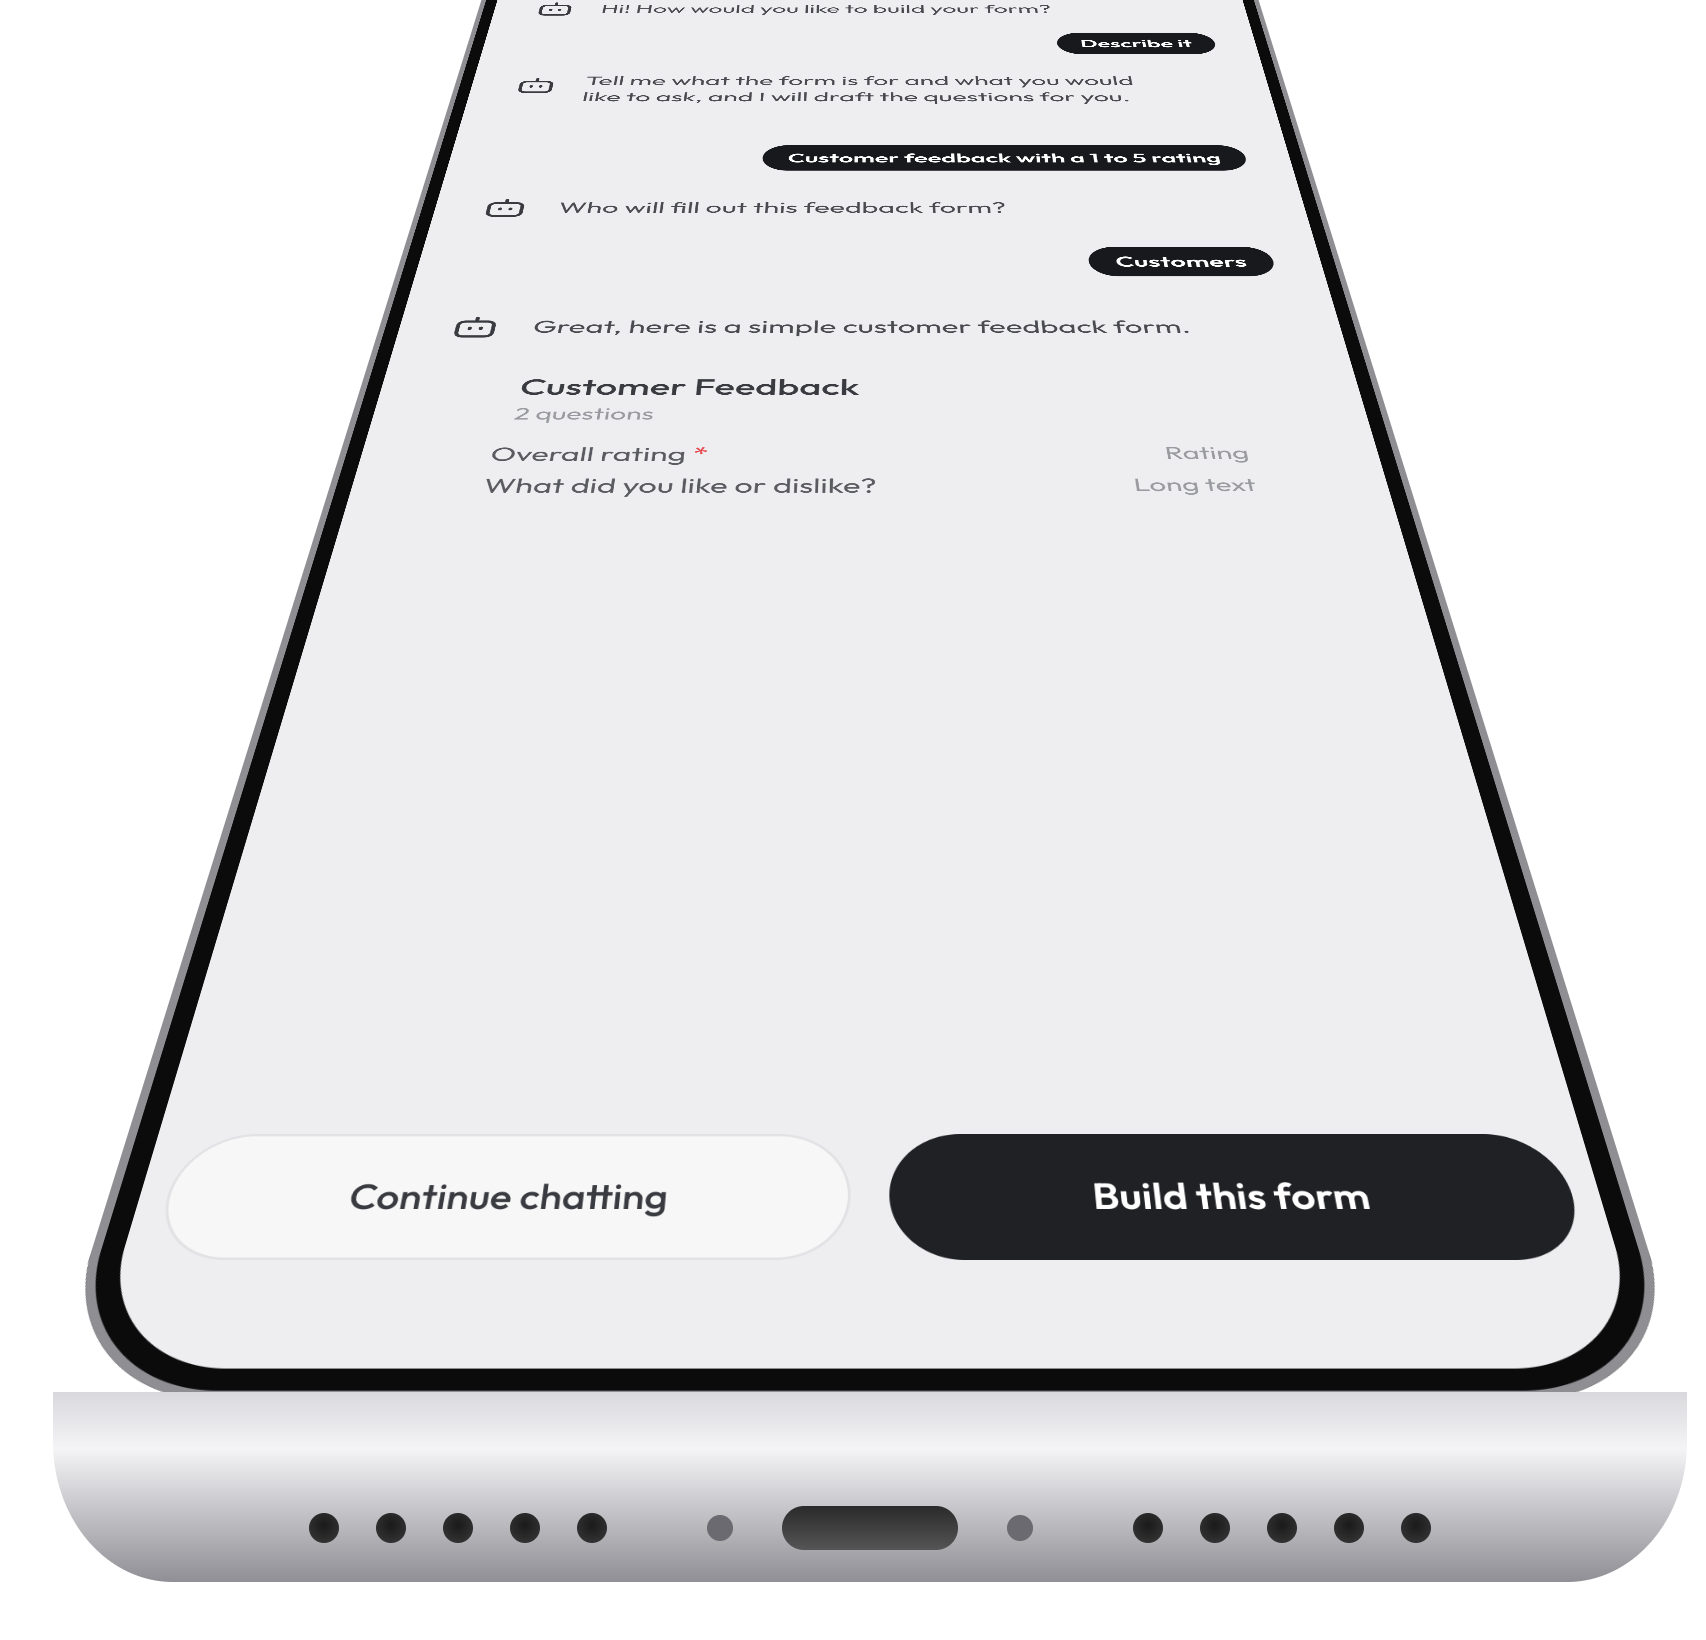 Hi! How would you like to build your form?
Describe it
Tell me what the form is for and what you would
like to ask, and I will draft the questions for you.
Customer feedback with a 1 to 5 rating
Who will fill out this feedback form?
Customers
Great, here is a simple customer feedback form.
Customer Feedback
2 questions
Overall rating * Rating
What did you like or dislike? Long text
Continue chatting Build this form